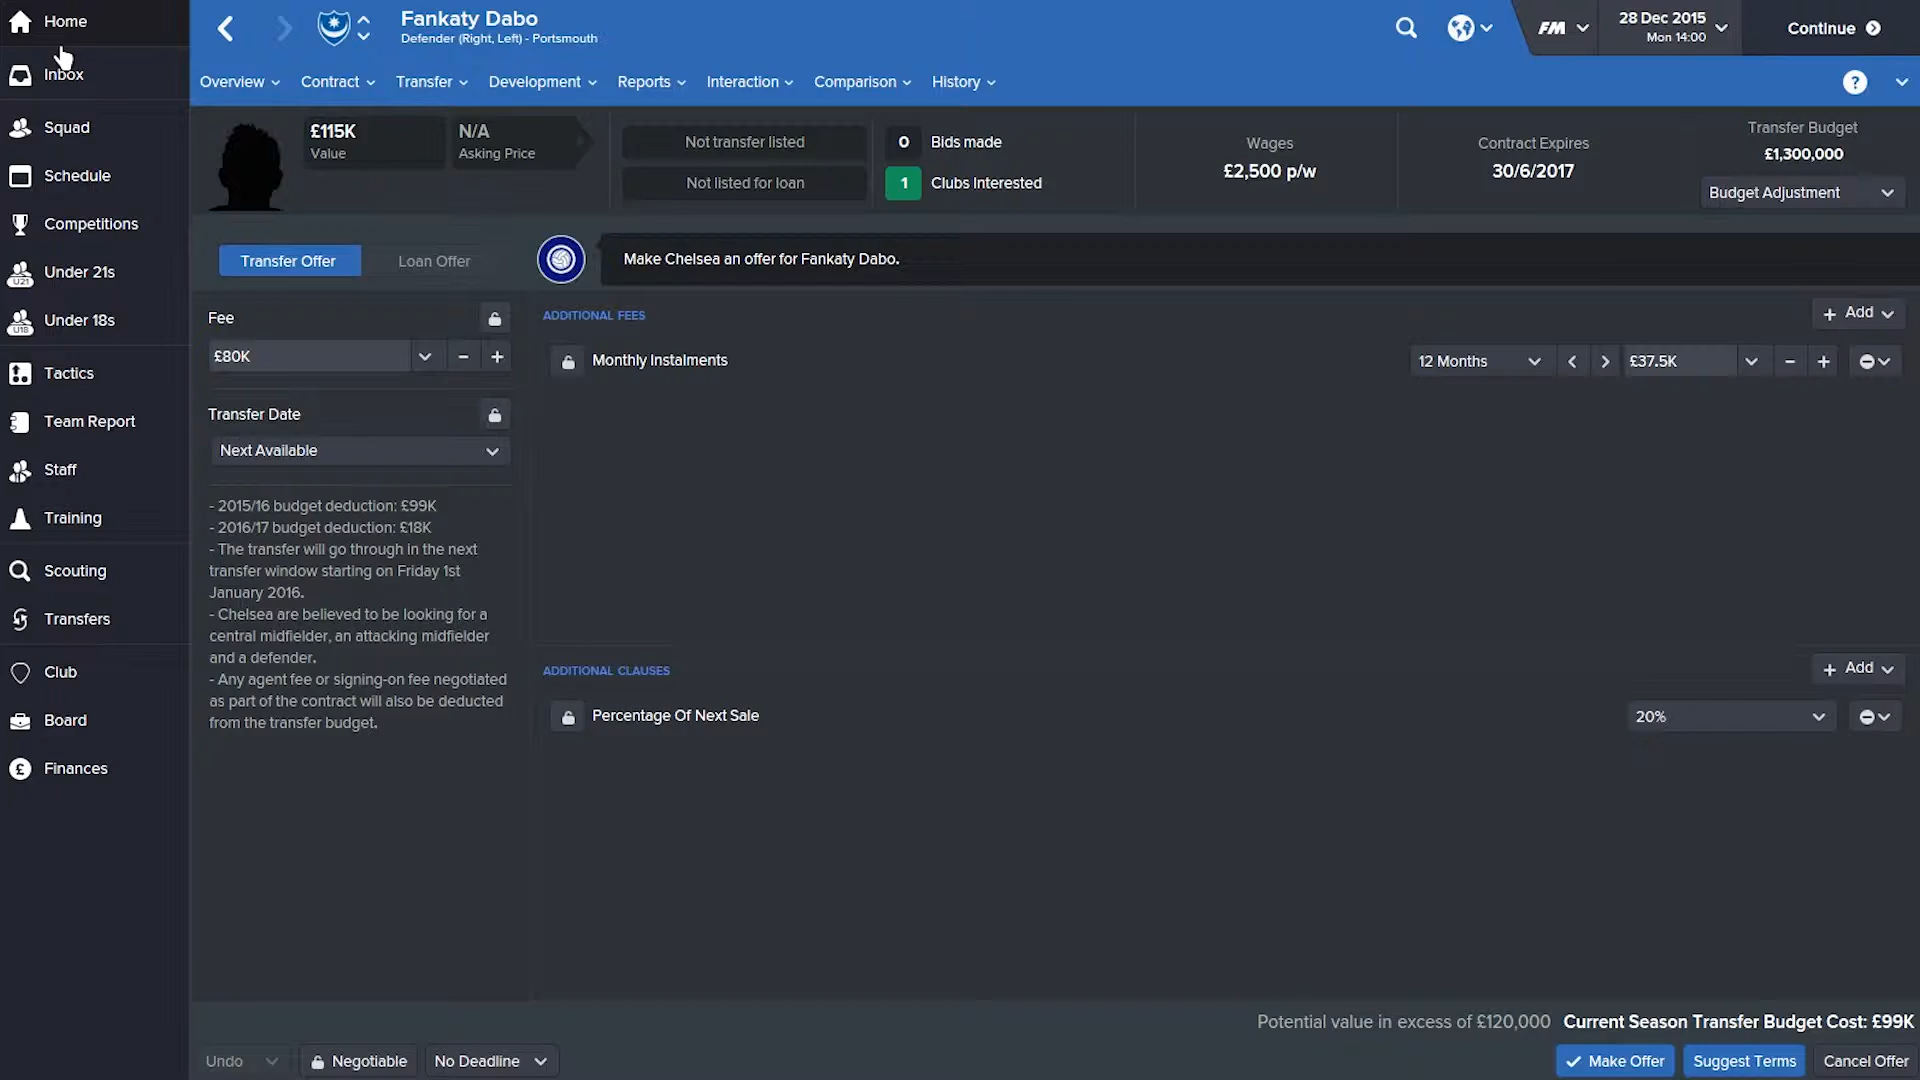 Home
Inbox
Squad
Schedule
Competitions
Under 21s
U21
Under 18s
U18
Tactics
Team Report
Staff
Training
Scouting
Transfers
Club
Board
Finances
Fankaty Dabo
Defender (Right, Left) - Portsmouth
FM
28 Dec 2015
Mon 14:00
Continue
Overview
Contract
Transfer
Development
Reports
Interaction
Comparison
History
?
£115K
Value
N/A
Asking Price
Not transfer listed
Not listed for loan
0 Bids made
1 Clubs Interested
Wages
£2,500 p/w
Contract Expires
30/6/2017
Transfer Budget
£1,300,000
Budget Adjustment
Transfer Offer
Loan Offer
Make Chelsea an offer for Fankaty Dabo.
Fee
£80K
Transfer Date
Next Available
- 2015/16 budget deduction: £99K
- 2016/17 budget deduction: £18K
- The transfer will go through in the next
transfer window starting on Friday 1st
January 2016.
- Chelsea are believed to be looking for a
central midfielder, an attacking midfielder
and a defender.
- Any agent fee or signing-on fee negotiated
as part of the contract will also be deducted
from the transfer budget.
ADDITIONAL FEES
+ Add
Monthly Instalments
12 Months
£37.5K
ADDITIONAL CLAUSES
+ Add
Percentage Of Next Sale
20%
Potential value in excess of £120,000
Current Season Transfer Budget Cost: £99K
Undo
Negotiable
No Deadline
Make Offer
Suggest Terms
Cancel Offer